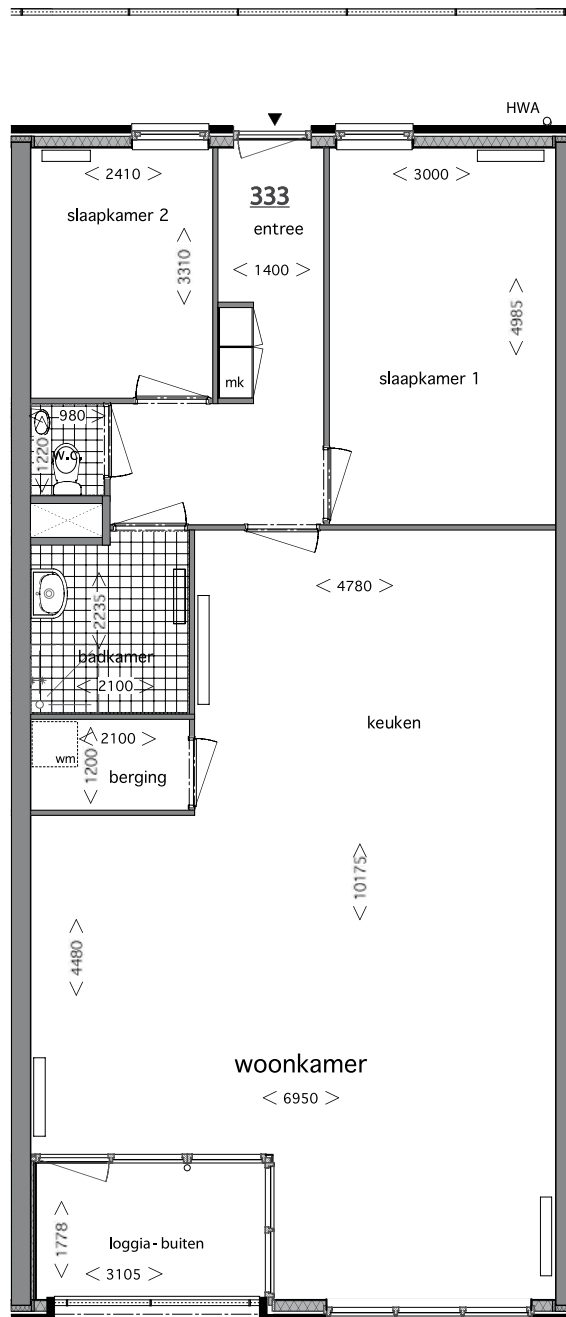 HWA
< 2410 >
333
< 3000 >
slaapkamer 2
entree
< 3310 >
< 1400 >
< 4985 >
mk
slaapkamer 1
< 980 >
< 1220 >
w.c.
< 4780 >
< 2235 >
badkamer
< 2100 >
keuken
< 2100 >
wm
< 1200 >
berging
< 10175 >
< 4480 >
woonkamer
< 6950 >
< 1778 >
loggia - buiten
< 3105 >